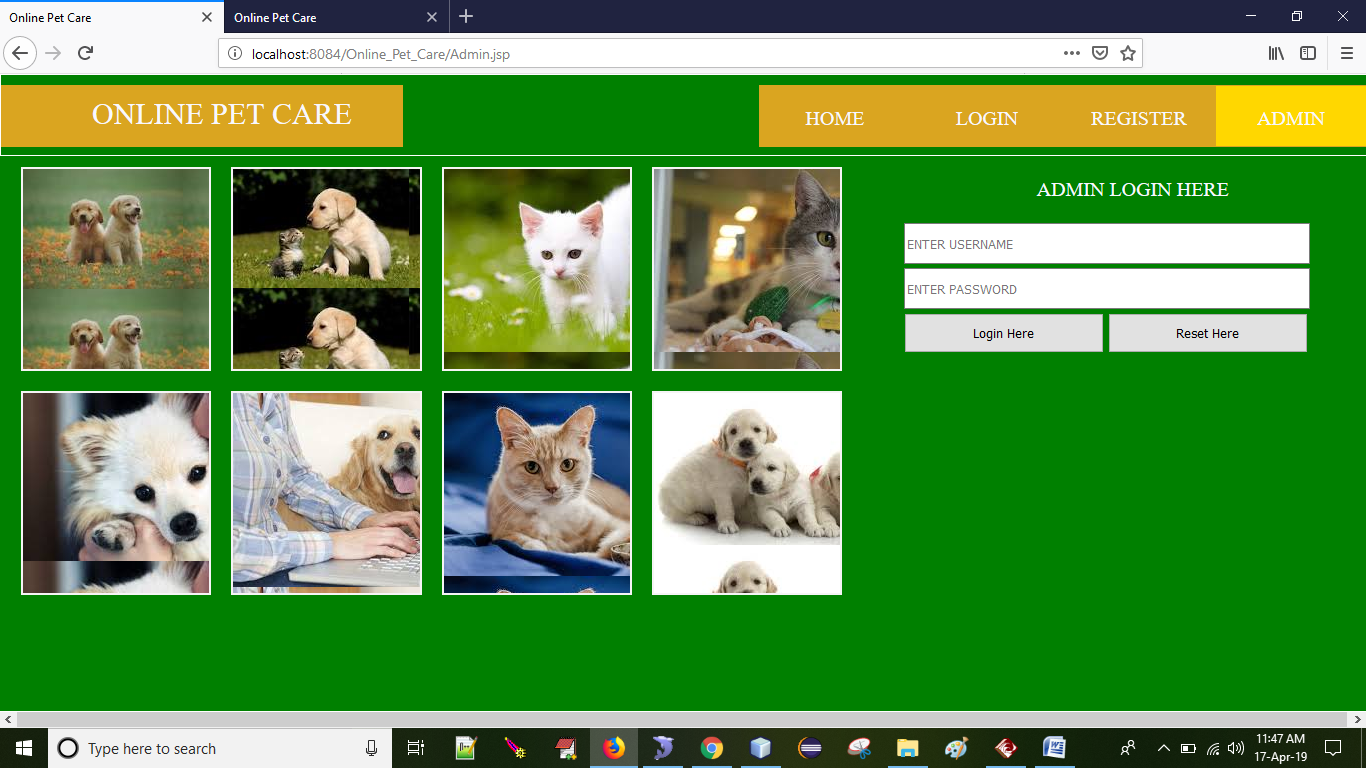 Online Pet Care
Online Pet Care
localhost:8084/Online_Pet_Care/Admin.jsp
ONLINE PET CARE
HOME LOGIN REGISTER ADMIN
ADMIN LOGIN HERE
ENTER USERNAME
ENTER PASSWORD
Login Here Reset Here
Type here to search
11:47 AM
17-Apr-19